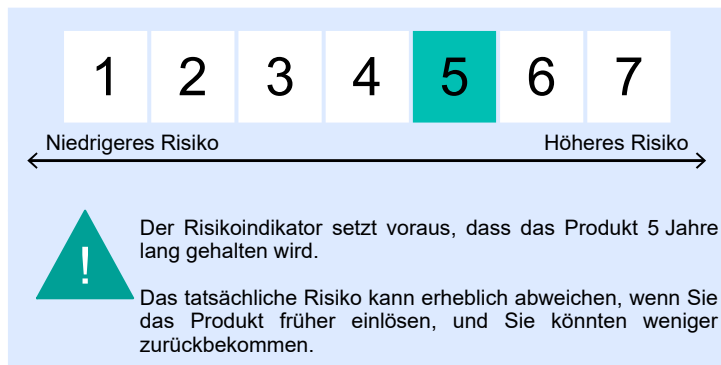 1 2 3 4 5 6 7
Niedrigeres Risiko Höheres Risiko
!
Der Risikoindikator setzt voraus, dass das Produkt 5 Jahre
lang gehalten wird.
Das tatsächliche Risiko kann erheblich abweichen, wenn Sie
das Produkt früher einlösen, und Sie könnten weniger
zurückbekommen.